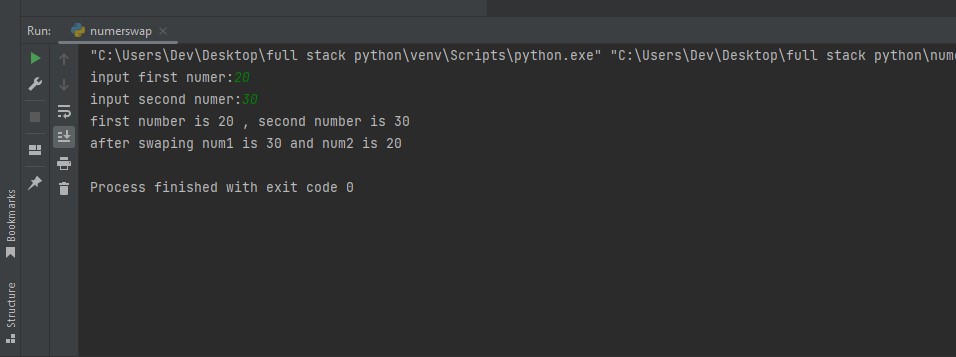 Run: numerswap
"C:\Users\Dev\Desktop\full stack python\venv\Scripts\python.exe" "C:\Users\Dev\Desktop\full stack python\nume
input first numer:20
input second numer:30
first number is 20 , second number is 30
after swaping num1 is 30 and num2 is 20
Process finished with exit code 0
Bookmarks
Structure